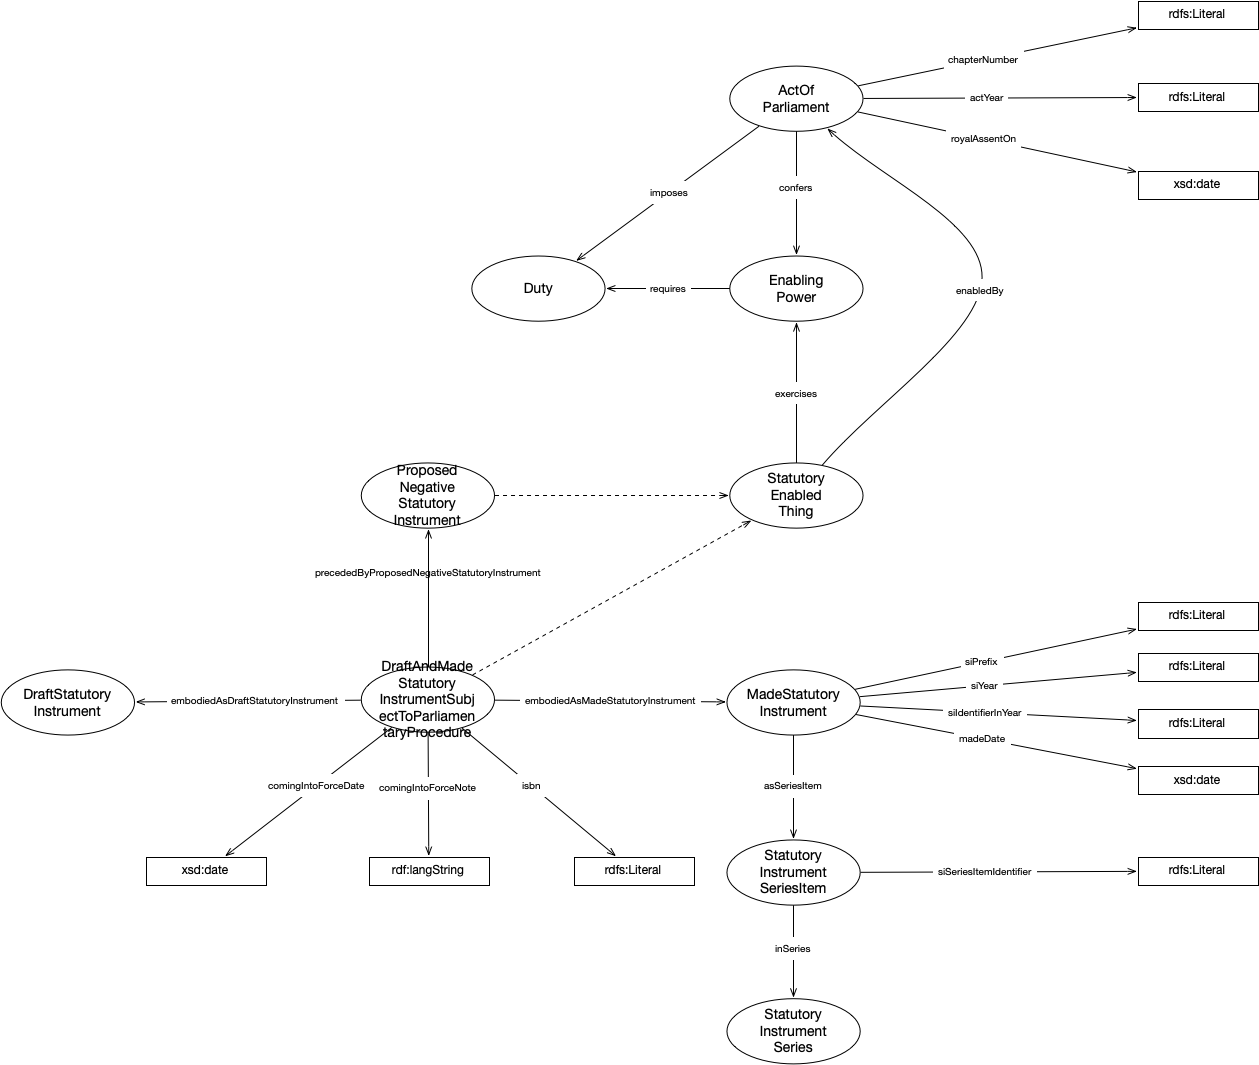 rdfs:Literal
chapterNumber
ActOf
Parliament
actYear
rdfs:Literal
royalAssentOn
xsd:date
imposes
confers
Duty
requires
Enabling
Power
enabledBy
exercises
Proposed
Negative
Statutory
Instrument
Statutory
Enabled
Thing
precededByProposedNegativeStatutoryInstrument
DraftStatutory
Instrument
embodiedAsDraftStatutoryInstrument
DraftAndMade
Statutory
InstrumentSubj
ectToParliamen
taryProcedure
embodiedAsMadeStatutoryInstrument
MadeStatutory
Instrument
siPrefix
rdfs:Literal
siYear
rdfs:Literal
siIdentifierInYear
rdfs:Literal
madeDate
xsd:date
comingIntoForceDate
comingIntoForceNote
isbn
asSeriesItem
xsd:date
rdf:langString
rdfs:Literal
Statutory
Instrument
SeriesItem
siSeriesItemIdentifier
rdfs:Literal
inSeries
Statutory
Instrument
Series